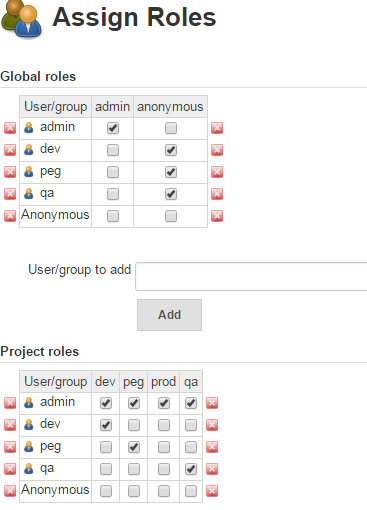 Assign Roles
Global roles
User/group admin anonymous
admin
dev
peg
qa
Anonymous
User/group to add
Add
Project roles
User/group dev peg prod qa
admin
dev
peg
qa
Anonymous